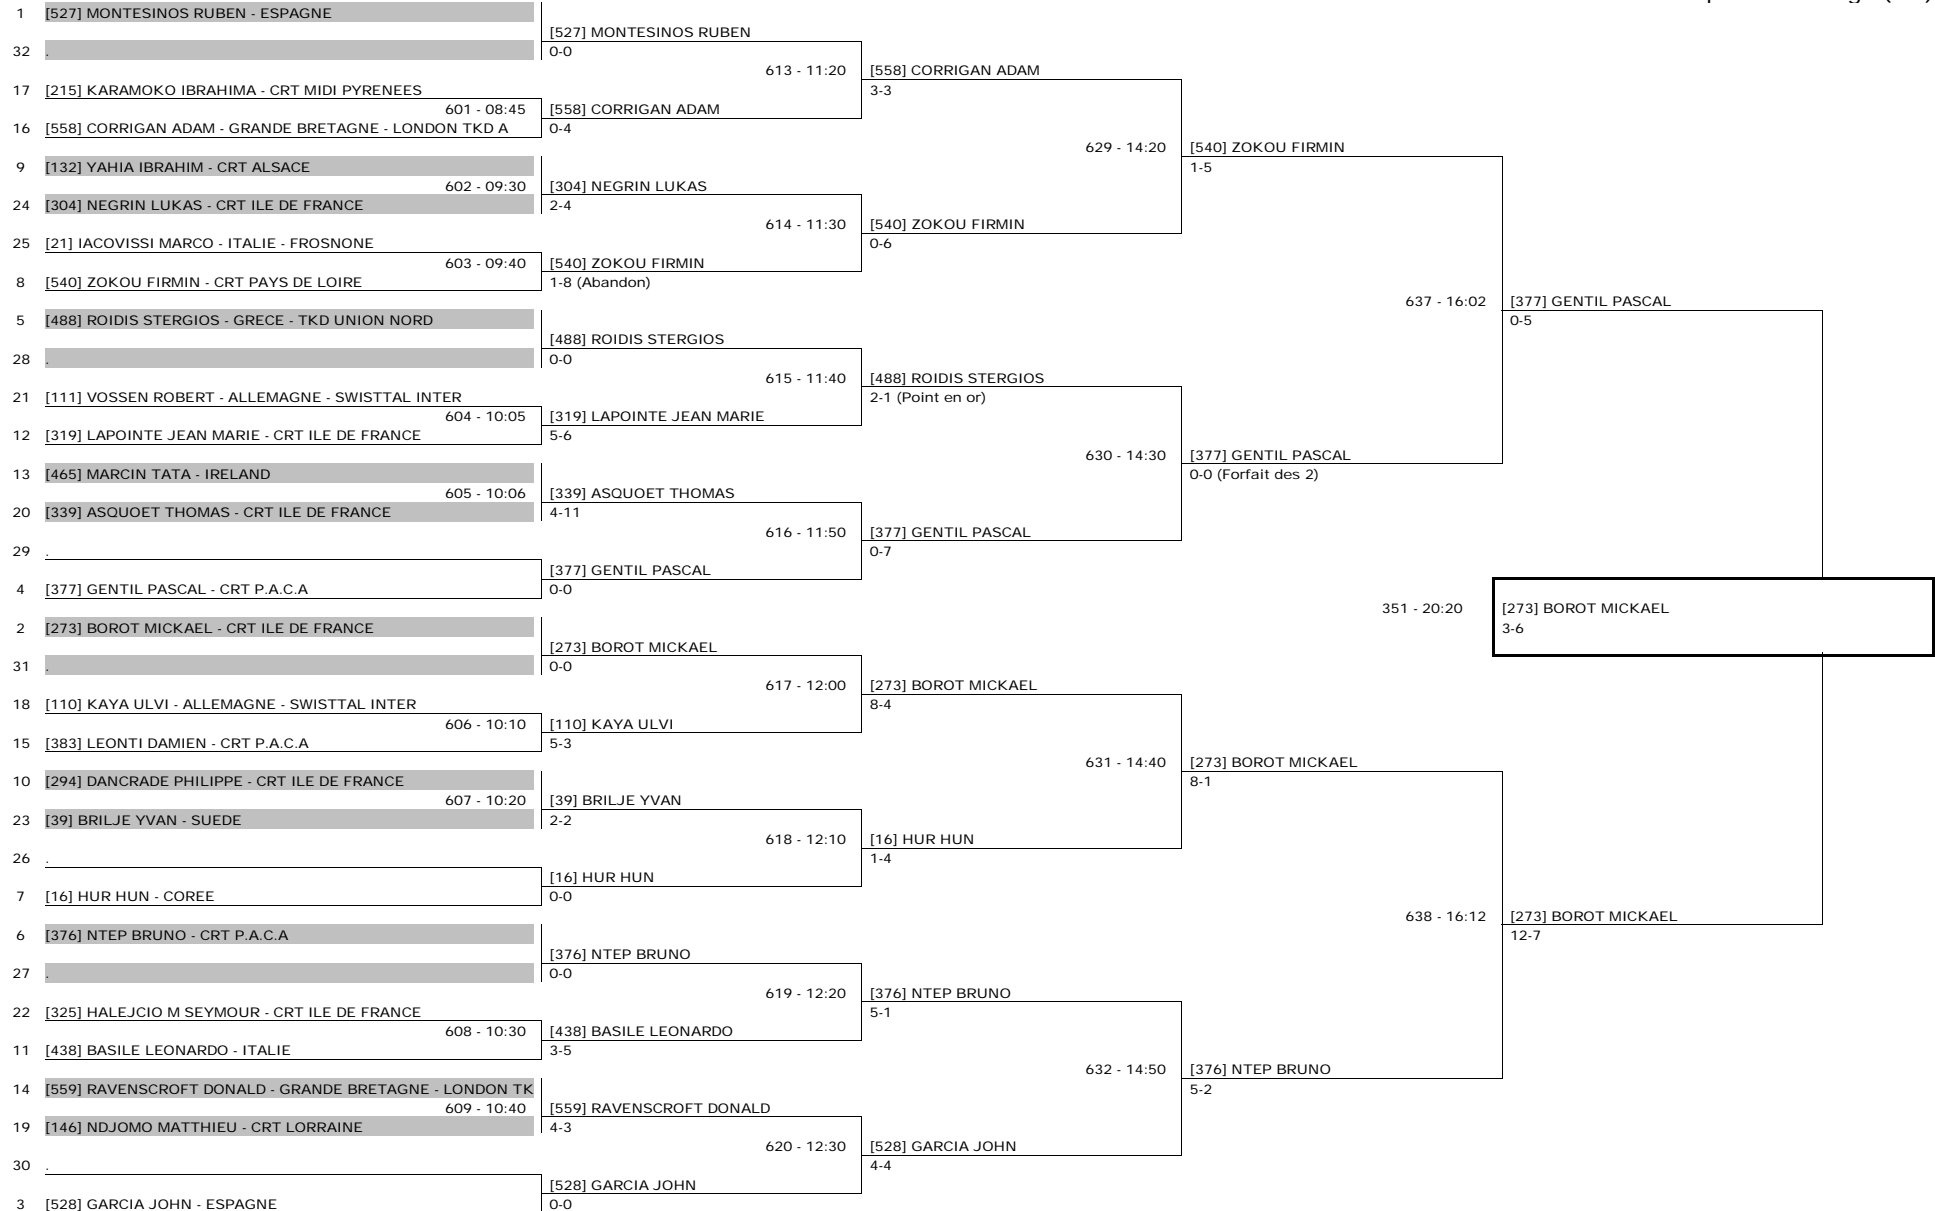 1 [527] MONTESINOS RUBEN - ESPAGNE
[527] MONTESINOS RUBEN
32 . 0-0
613 - 11:20 [558] CORRIGAN ADAM
17 [215] KARAMOKO IBRAHIMA - CRT MIDI PYRENEES 3-3
601 - 08:45 [558] CORRIGAN ADAM
16 [558] CORRIGAN ADAM - GRANDE BRETAGNE - LONDON TKD A 0-4
629 - 14:20 [540] ZOKOU FIRMIN
9 [132] YAHIA IBRAHIM - CRT ALSACE 1-5
602 - 09:30 [304] NEGRIN LUKAS
24 [304] NEGRIN LUKAS - CRT ILE DE FRANCE 2-4
614 - 11:30 [540] ZOKOU FIRMIN
25 [21] IACOVISSI MARCO - ITALIE - FROSNONE 0-6
603 - 09:40 [540] ZOKOU FIRMIN
8 [540] ZOKOU FIRMIN - CRT PAYS DE LOIRE 1-8 (Abandon)
637 - 16:02 [377] GENTIL PASCAL
5 [488] ROIDIS STERGIOS - GRECE - TKD UNION NORD 0-5
[488] ROIDIS STERGIOS
28 . 0-0
615 - 11:40 [488] ROIDIS STERGIOS
21 [111] VOSSEN ROBERT - ALLEMAGNE - SWISTTAL INTER 2-1 (Point en or)
604 - 10:05 [319] LAPOINTE JEAN MARIE
12 [319] LAPOINTE JEAN MARIE - CRT ILE DE FRANCE 5-6
630 - 14:30 [377] GENTIL PASCAL
13 [465] MARCIN TATA - IRELAND 0-0 (Forfait des 2)
605 - 10:06 [339] ASQUOET THOMAS
20 [339] ASQUOET THOMAS - CRT ILE DE FRANCE 4-11
616 - 11:50 [377] GENTIL PASCAL
29 . 0-7
[377] GENTIL PASCAL
4 [377] GENTIL PASCAL - CRT P.A.C.A 0-0
351 - 20:20 [273] BOROT MICKAEL
2 [273] BOROT MICKAEL - CRT ILE DE FRANCE 3-6
[273] BOROT MICKAEL
31 . 0-0
617 - 12:00 [273] BOROT MICKAEL
18 [110] KAYA ULVI - ALLEMAGNE - SWISTTAL INTER 8-4
606 - 10:10 [110] KAYA ULVI
15 [383] LEONTI DAMIEN - CRT P.A.C.A 5-3
631 - 14:40 [273] BOROT MICKAEL
10 [294] DANCRADE PHILIPPE - CRT ILE DE FRANCE 8-1
607 - 10:20 [39] BRILJE YVAN
23 [39] BRILJE YVAN - SUEDE 2-2
618 - 12:10 [16] HUR HUN
26 . 1-4
[16] HUR HUN
7 [16] HUR HUN - COREE 0-0
638 - 16:12 [273] BOROT MICKAEL
6 [376] NTEP BRUNO - CRT P.A.C.A 12-7
[376] NTEP BRUNO
27 . 0-0
619 - 12:20 [376] NTEP BRUNO
22 [325] HALEJCIO M SEYMOUR - CRT ILE DE FRANCE 5-1
608 - 10:30 [438] BASILE LEONARDO
11 [438] BASILE LEONARDO - ITALIE 3-5
632 - 14:50 [376] NTEP BRUNO
14 [559] RAVENSCROFT DONALD - GRANDE BRETAGNE - LONDON TK 5-2
609 - 10:40 [559] RAVENSCROFT DONALD
19 [146] NDJOMO MATTHIEU - CRT LORRAINE 4-3
620 - 12:30 [528] GARCIA JOHN
30 . 4-4
[528] GARCIA JOHN
3 [528] GARCIA JOHN - ESPAGNE 0-0